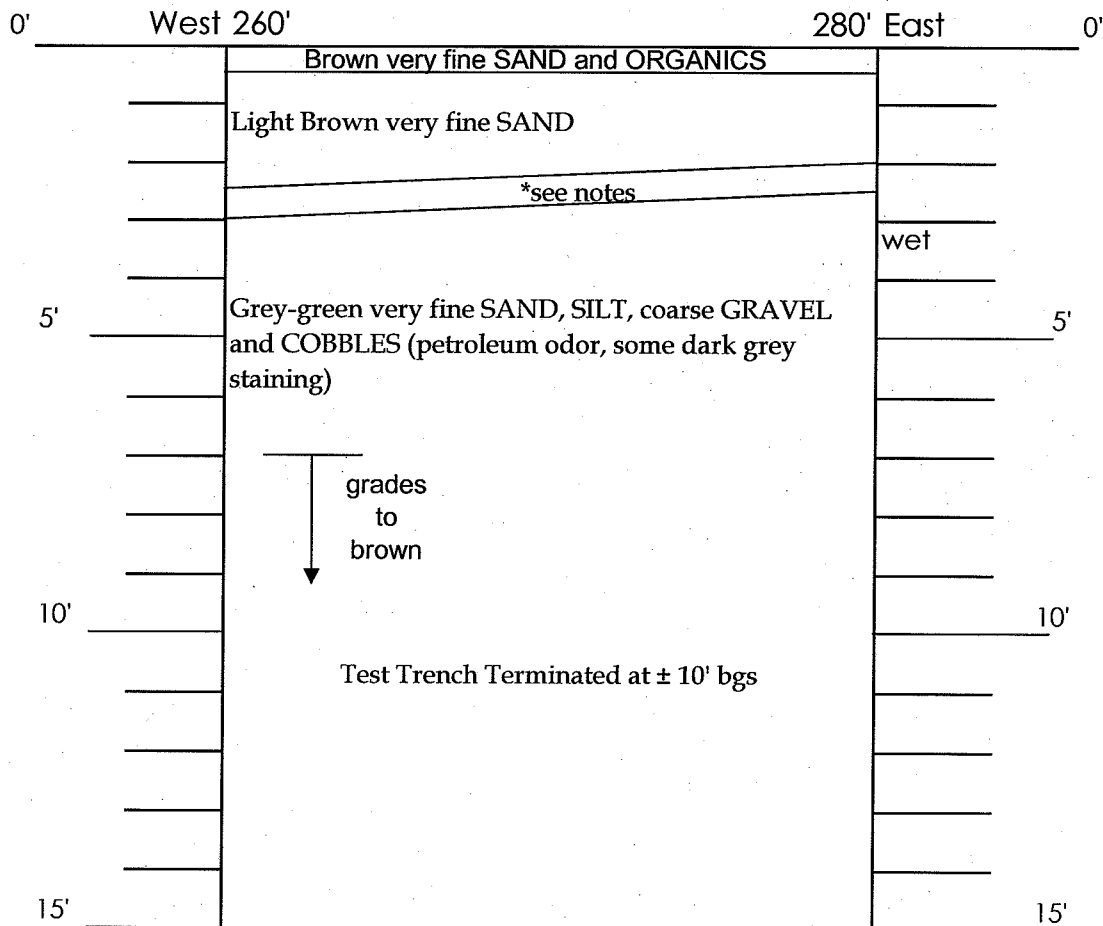 0' West 260' 280' East 0'
Brown very fine SAND and ORGANICS
Light Brown very fine SAND
*see notes
wet
5' 5'
Grey-green very fine SAND, SILT, coarse GRAVEL
and COBBLES (petroleum odor, some dark grey
staining)
grades
to
brown
10' 10'
Test Trench Terminated at ± 10' bgs
15' 15'